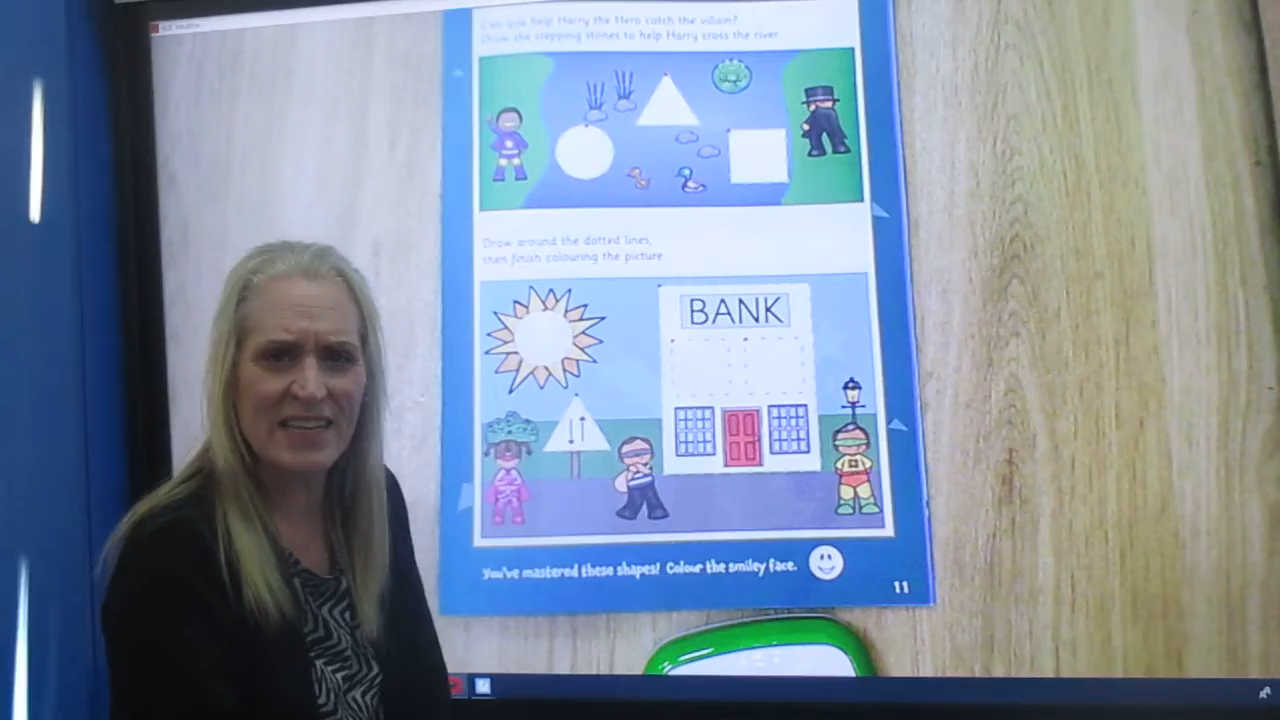 Can you help Harry the Hero catch the villain?
Draw the stepping stones to help Harry cross the river.
Draw around the dotted lines,
then finish colouring the picture.
BANK
You've mastered these shapes! Colour the smiley face.
11